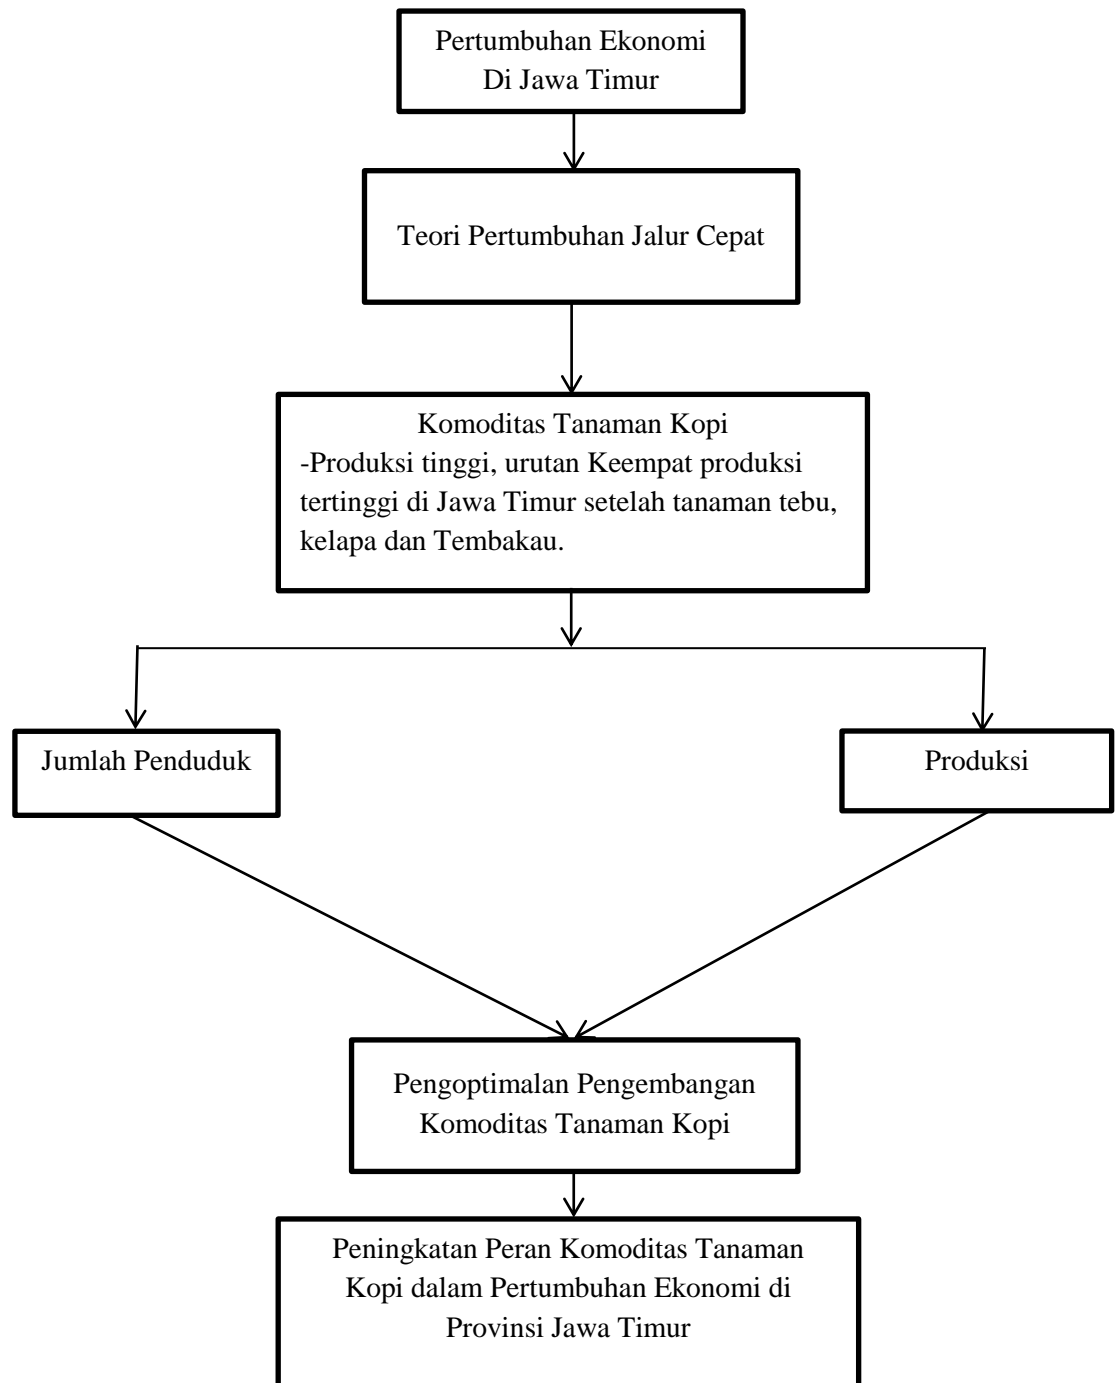 Pertumbuhan Ekonomi
Di Jawa Timur
Teori Pertumbuhan Jalur Cepat
Komoditas Tanaman Kopi
-Produksi tinggi, urutan Keempat produksi
tertinggi di Jawa Timur setelah tanaman tebu,
kelapa dan Tembakau.
Jumlah Penduduk
Produksi
Pengoptimalan Pengembangan
Komoditas Tanaman Kopi
Peningkatan Peran Komoditas Tanaman
Kopi dalam Pertumbuhan Ekonomi di
Provinsi Jawa Timur